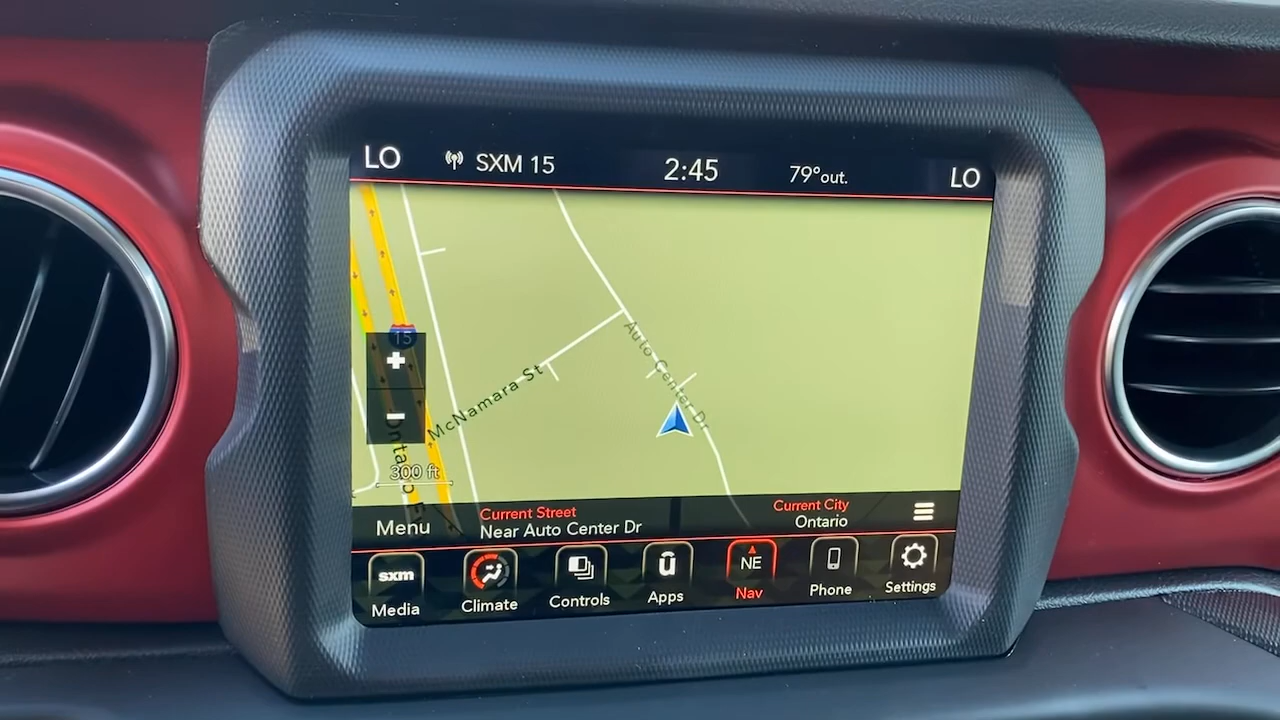 LO SXM 15 2:45 79°out. LO
15
Auto Center Dr
McNamara St
+
-
300 ft
Menu
Current Street
Near Auto Center Dr
Current City
Ontario
sxm
Media
Climate
Controls
û
Apps
NE
Nav
Phone
Settings